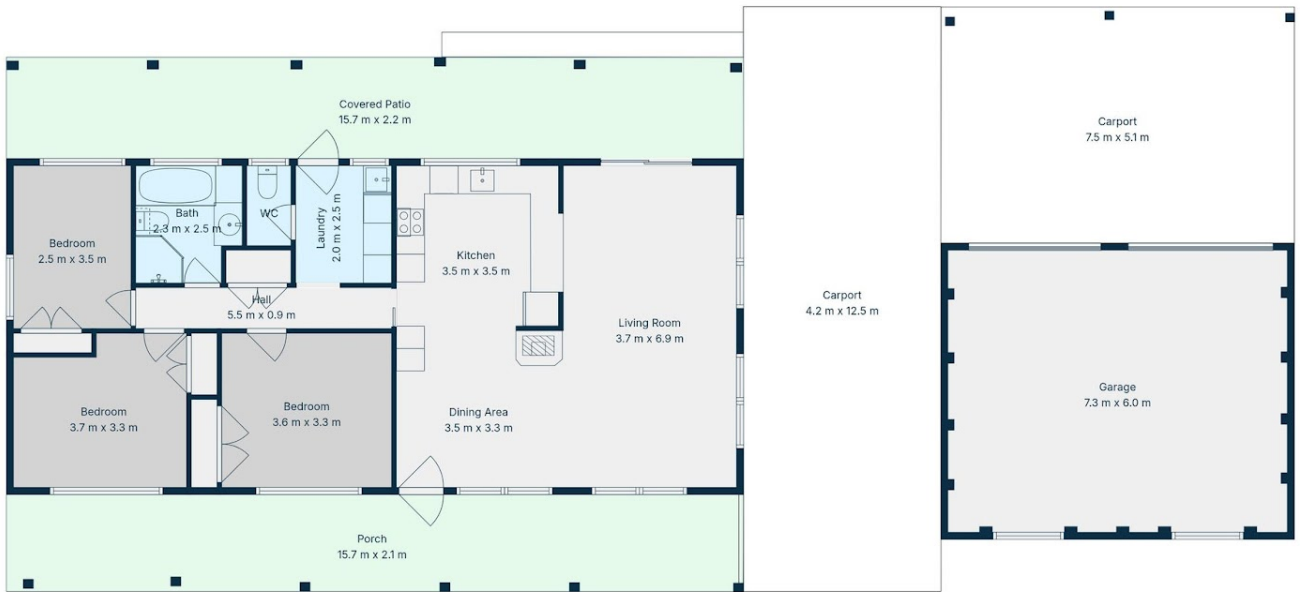 Covered Patio
15.7 m x 2.2 m
Carport
7.5 m x 5.1 m
Bedroom
2.5 m x 3.5 m
Bath
2.3 m x 2.5 m
WC
Laundry
2.0 m x 2.5 m
Kitchen
3.5 m x 3.5 m
Hall
5.5 m x 0.9 m
Living Room
3.7 m x 6.9 m
Carport
4.2 m x 12.5 m
Bedroom
3.7 m x 3.3 m
Bedroom
3.6 m x 3.3 m
Dining Area
3.5 m x 3.3 m
Garage
7.3 m x 6.0 m
Porch
15.7 m x 2.1 m